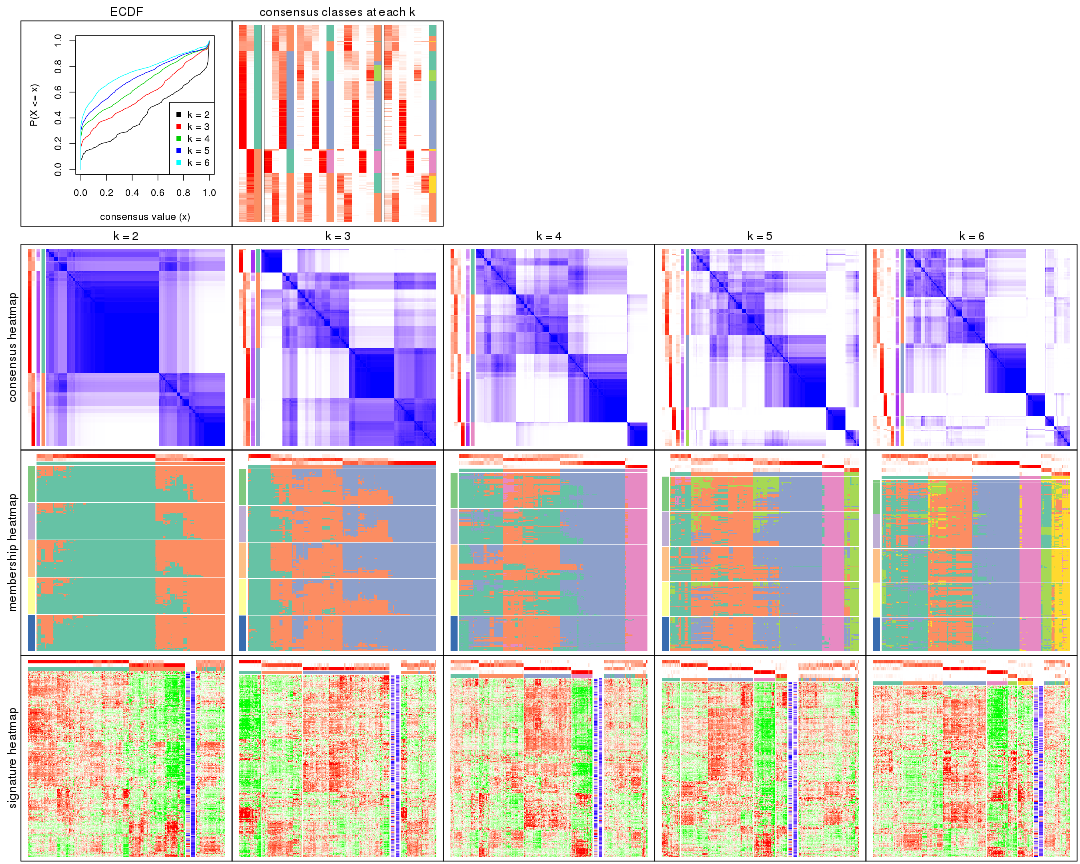 ECDF
consensus classes at each k
P(X <= x)
0.0 0.2 0.4 0.6 0.8 1.0
k = 2
k = 3
k = 4
k = 5
k = 6
0.0 0.2 0.4 0.6 0.8 1.0
consensus value (x)
k = 2 k = 3 k = 4 k = 5 k = 6
consensus heatmap
membership heatmap
signature heatmap